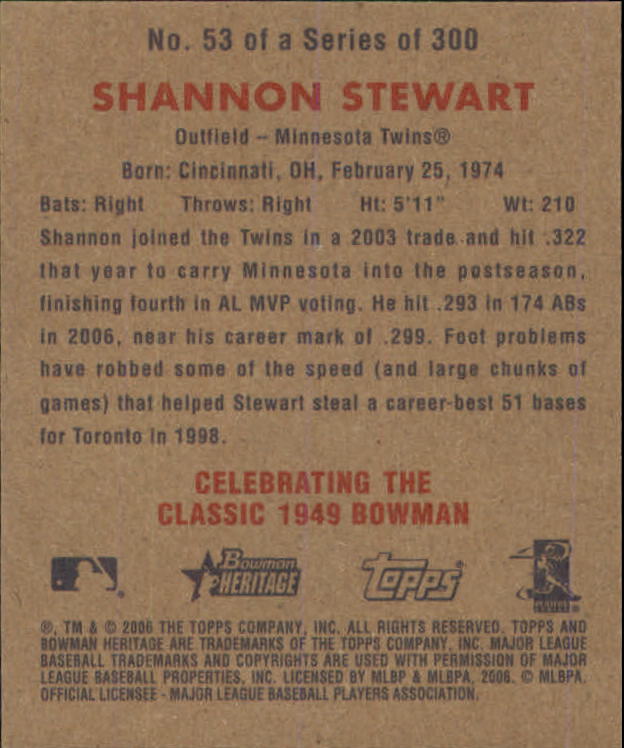 No. 53 of a Series of 300
SHANNON STEWART
Outfield – Minnesota Twins®
Born: Cincinnati, OH, February 25, 1974
Bats: Right Throws: Right Ht: 5'11" Wt: 210
Shannon joined the Twins in a 2003 trade and hit .322
that year to carry Minnesota into the postseason,
finishing fourth in AL MVP voting. He hit .293 in 174 ABs
in 2006, near his career mark of .299. Foot problems
have robbed some of the speed (and large chunks of
games) that helped Stewart steal a career-best 51 bases
for Toronto in 1998.
CELEBRATING THE
CLASSIC 1949 BOWMAN
Bowman
HERITAGE
topps
®, TM & © 2006 THE TOPPS COMPANY, INC. ALL RIGHTS RESERVED. TOPPS AND
BOWMAN HERITAGE ARE TRADEMARKS OF THE TOPPS COMPANY, INC. MAJOR LEAGUE
BASEBALL TRADEMARKS AND COPYRIGHTS ARE USED WITH PERMISSION OF MAJOR
LEAGUE BASEBALL PROPERTIES, INC. LICENSED BY MLBP & MLBPA, 2006. © MLBPA,
OFFICIAL LICENSEE - MAJOR LEAGUE BASEBALL PLAYERS ASSOCIATION.